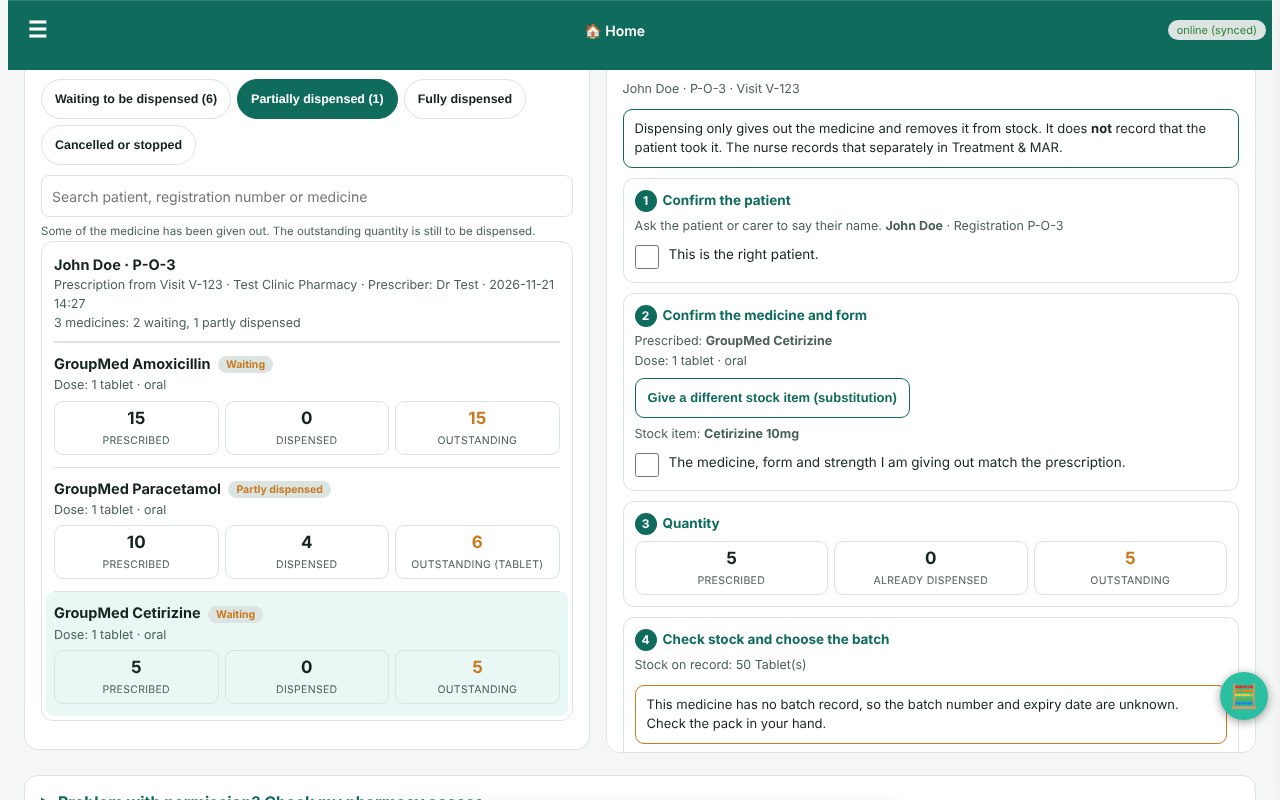 ☰
🏠 Home
online (synced)
Waiting to be dispensed (6)
Partially dispensed (1)
Fully dispensed
Cancelled or stopped
Search patient, registration number or medicine
Some of the medicine has been given out. The outstanding quantity is still to be dispensed.
John Doe · P-O-3
Prescription from Visit V-123 · Test Clinic Pharmacy · Prescriber: Dr Test · 2026-11-21
14:27
3 medicines: 2 waiting, 1 partly dispensed
GroupMed Amoxicillin Waiting
Dose: 1 tablet · oral
15 0 15
PRESCRIBED DISPENSED OUTSTANDING
GroupMed Paracetamol Partly dispensed
Dose: 1 tablet · oral
10 4 6
PRESCRIBED DISPENSED OUTSTANDING (TABLET)
GroupMed Cetirizine Waiting
Dose: 1 tablet · oral
5 0 5
PRESCRIBED DISPENSED OUTSTANDING
John Doe · P-O-3 · Visit V-123
Dispensing only gives out the medicine and removes it from stock. It does not record that the
patient took it. The nurse records that separately in Treatment & MAR.
1 Confirm the patient
Ask the patient or carer to say their name. John Doe · Registration P-O-3
This is the right patient.
2 Confirm the medicine and form
Prescribed: GroupMed Cetirizine
Dose: 1 tablet · oral
Give a different stock item (substitution)
Stock item: Cetirizine 10mg
The medicine, form and strength I am giving out match the prescription.
3 Quantity
5 0 5
PRESCRIBED ALREADY DISPENSED OUTSTANDING
4 Check stock and choose the batch
Stock on record: 50 Tablet(s)
This medicine has no batch record, so the batch number and expiry date are unknown.
Check the pack in your hand.
Problem with permission? Check my pharmacy access